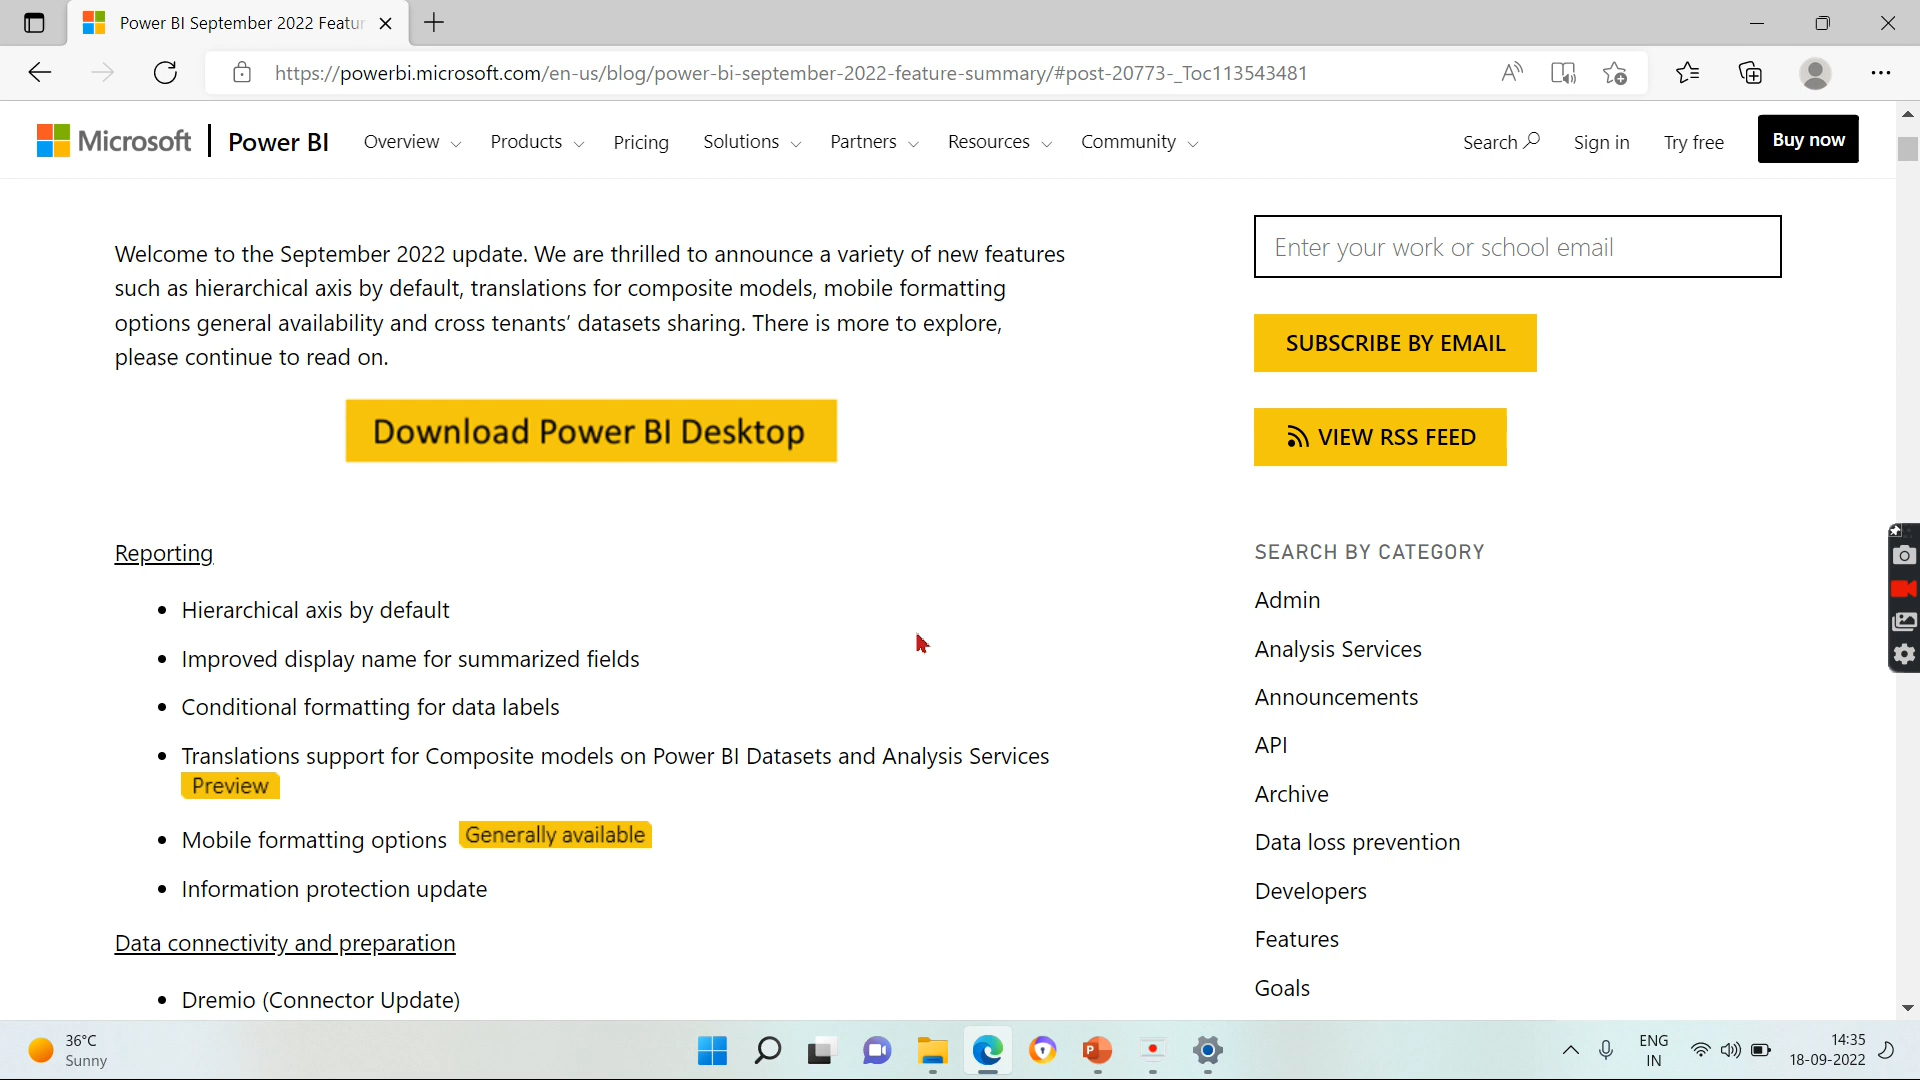 Power BI September 2022 Featur
https://powerbi.microsoft.com/en-us/blog/power-bi-september-2022-feature-summary/#post-20773-_Toc113543481
Microsoft Power BI Overview Products Pricing Solutions Partners Resources Community Search Sign in Try free Buy now
Welcome to the September 2022 update. We are thrilled to announce a variety of new features
such as hierarchical axis by default, translations for composite models, mobile formatting
options general availability and cross tenants’ datasets sharing. There is more to explore,
please continue to read on.
Download Power BI Desktop
Reporting
• Hierarchical axis by default
• Improved display name for summarized fields
• Conditional formatting for data labels
• Translations support for Composite models on Power BI Datasets and Analysis Services
Preview
• Mobile formatting options Generally available
• Information protection update
Data connectivity and preparation
• Dremio (Connector Update)
Enter your work or school email
SUBSCRIBE BY EMAIL
VIEW RSS FEED
SEARCH BY CATEGORY
Admin
Analysis Services
Announcements
API
Archive
Data loss prevention
Developers
Features
Goals
36°C
Sunny
ENG
IN
14:35
18-09-2022